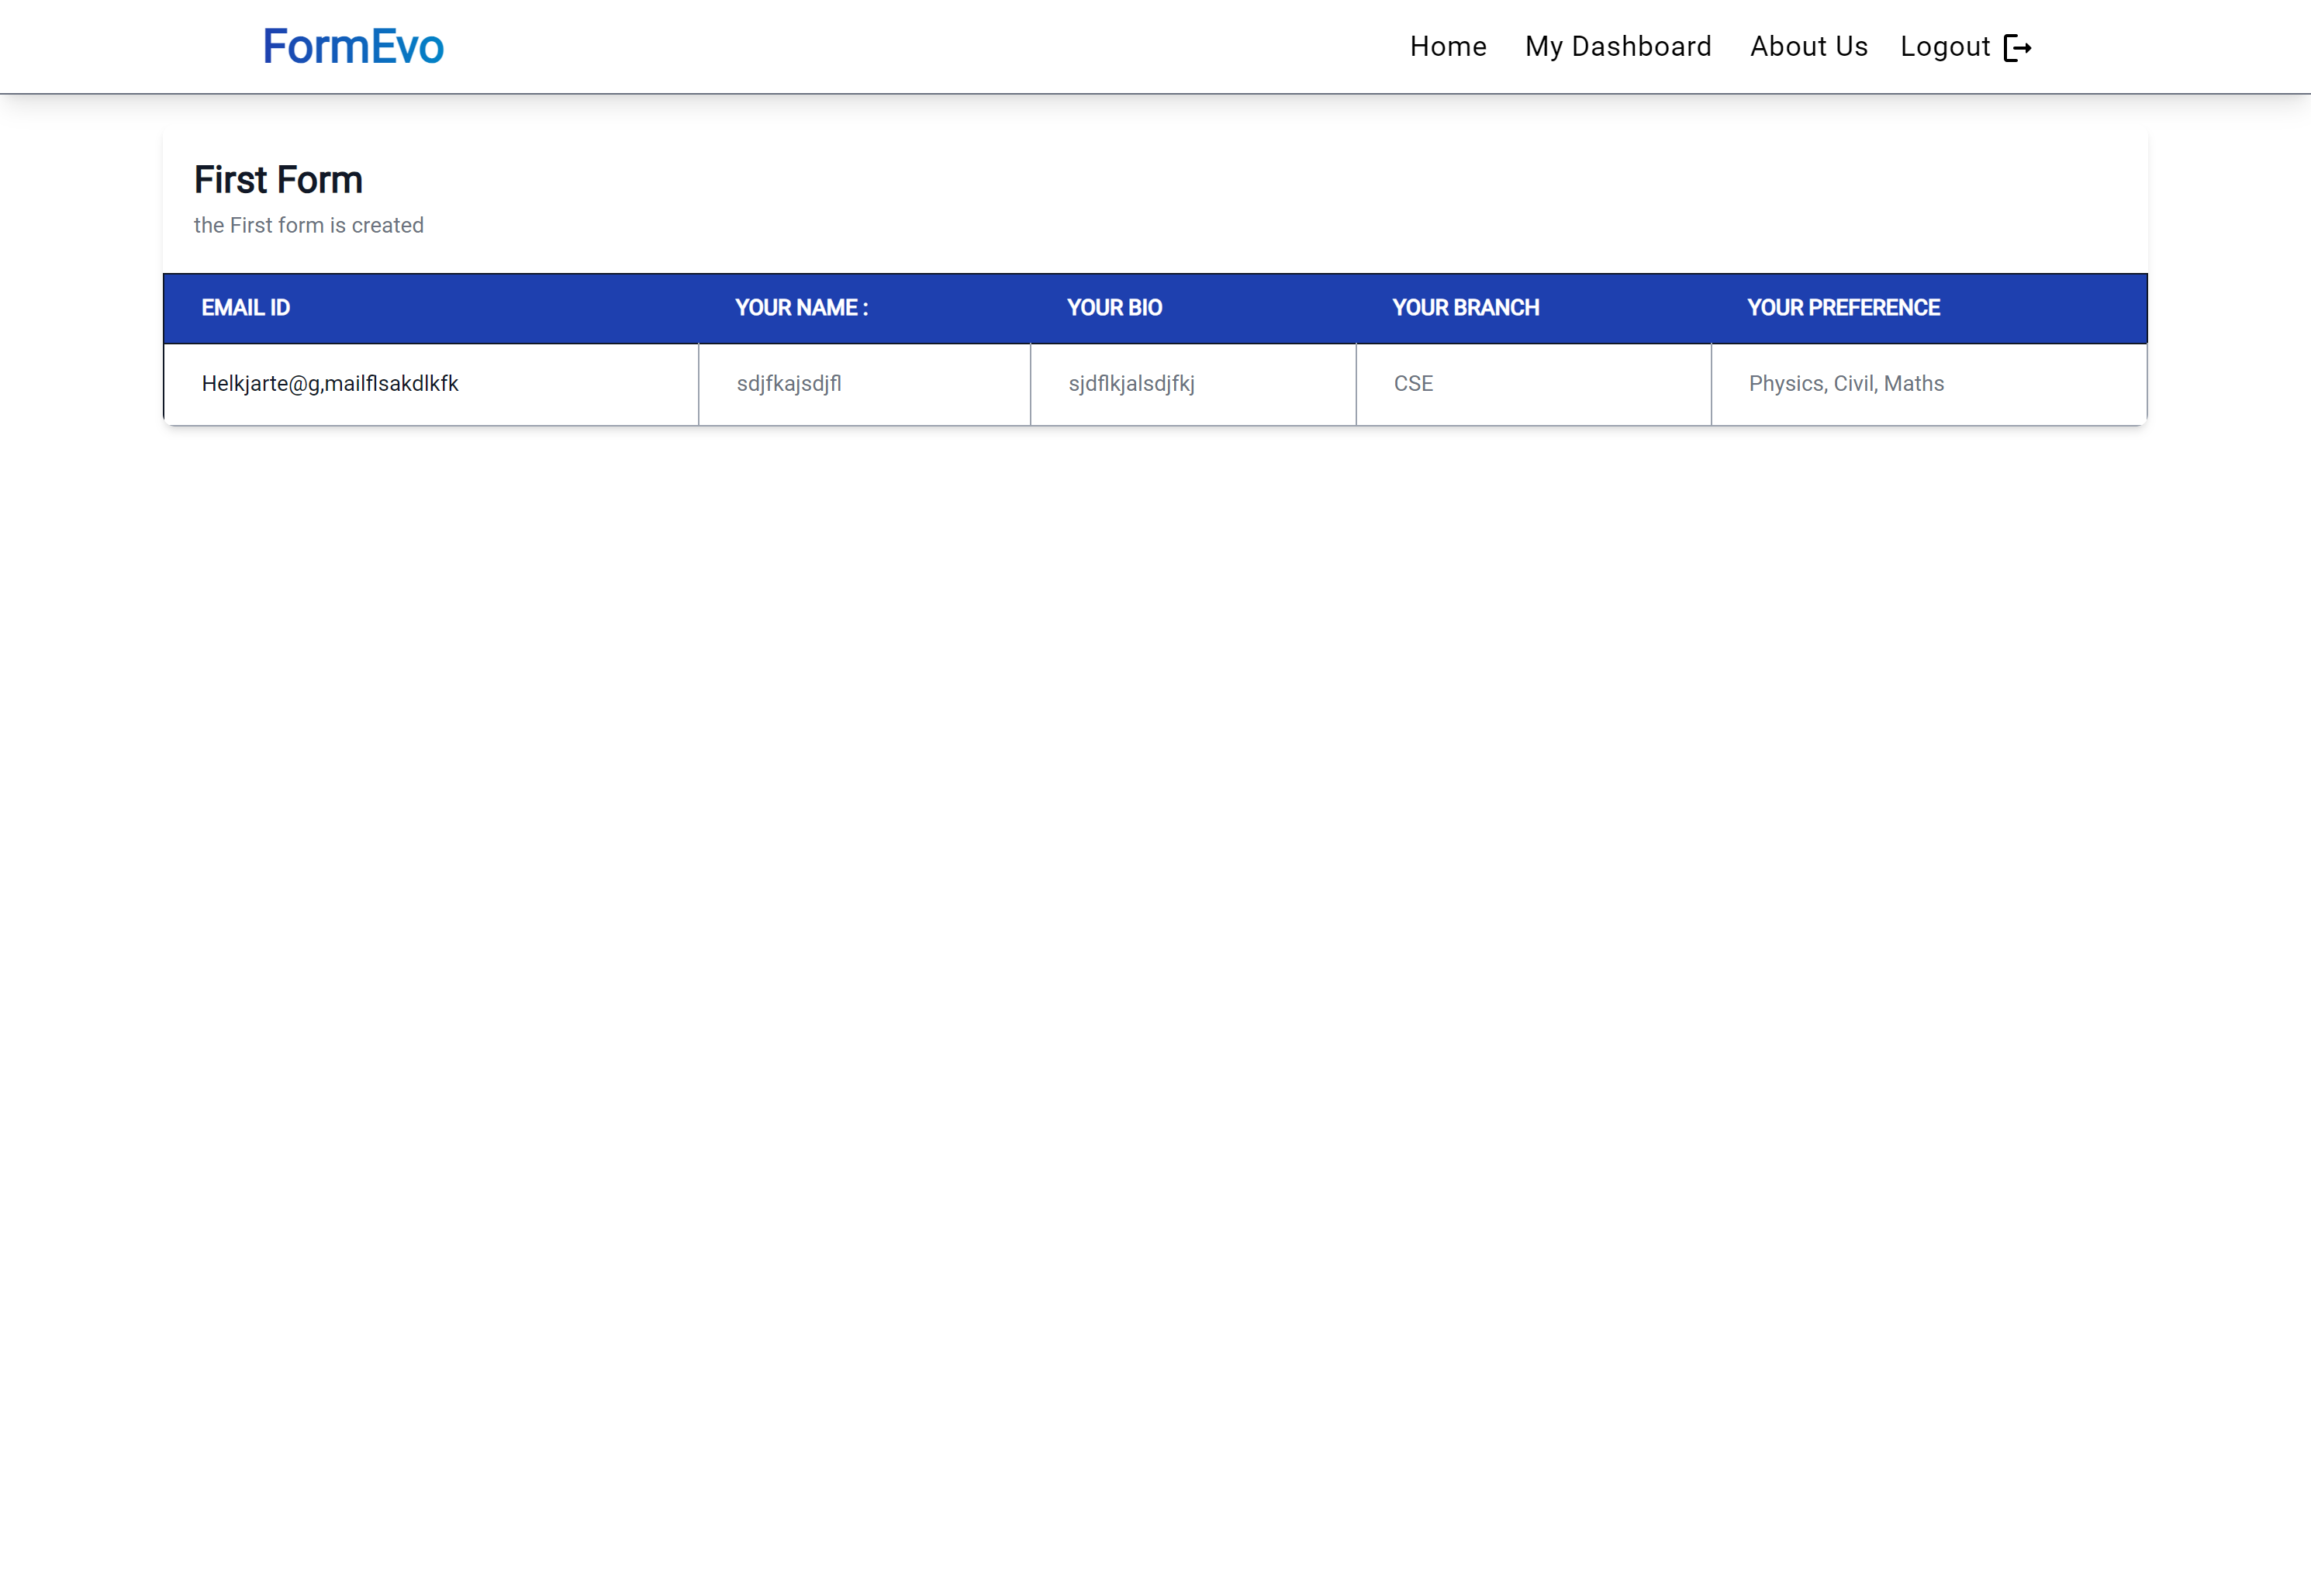 FormEvo Home My Dashboard About Us Logout
First Form
the First form is created
EMAIL ID YOUR NAME : YOUR BIO YOUR BRANCH YOUR PREFERENCE
Helkjarte@g,mailflsakdlkfk sdjfkajsdjfl sjdflkjalsdjfkj CSE Physics, Civil, Maths